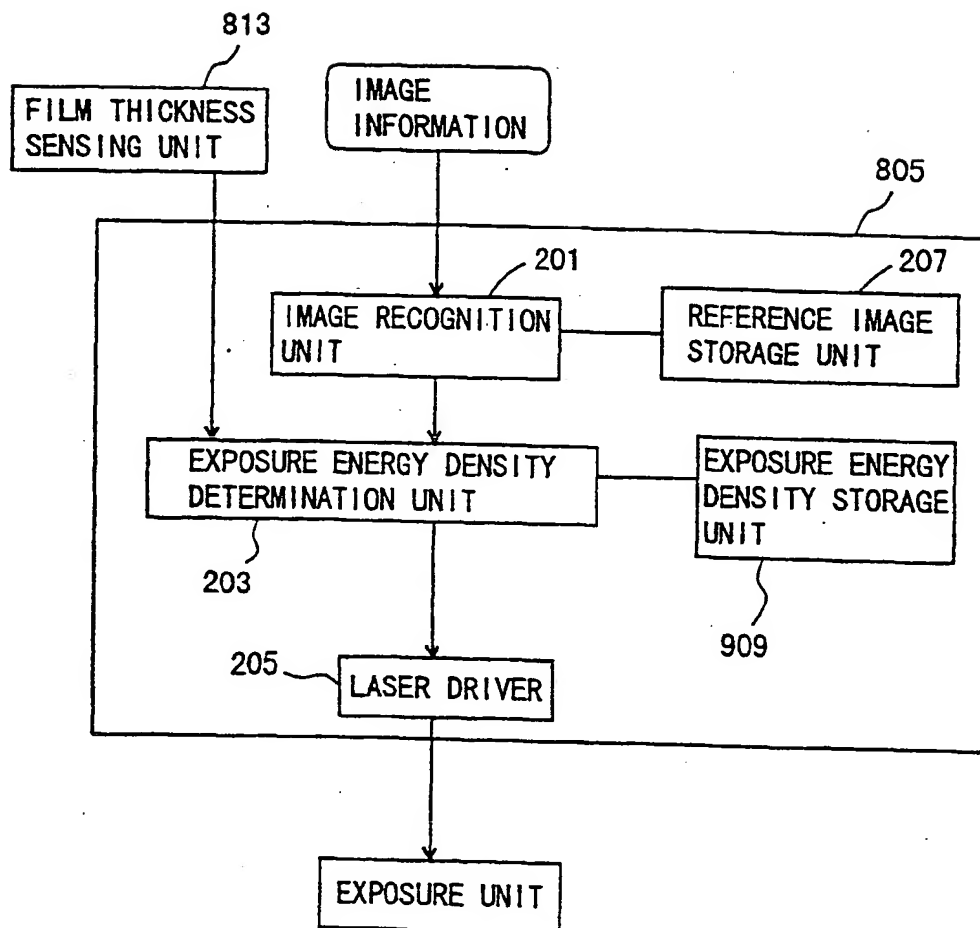 813
FILM THICKNESS
SENSING UNIT
IMAGE
INFORMATION
805
201
207
IMAGE RECOGNITION
UNIT
REFERENCE IMAGE
STORAGE UNIT
EXPOSURE ENERGY DENSITY
DETERMINATION UNIT
EXPOSURE ENERGY
DENSITY STORAGE
UNIT
203
909
205
LASER DRIVER
EXPOSURE UNIT